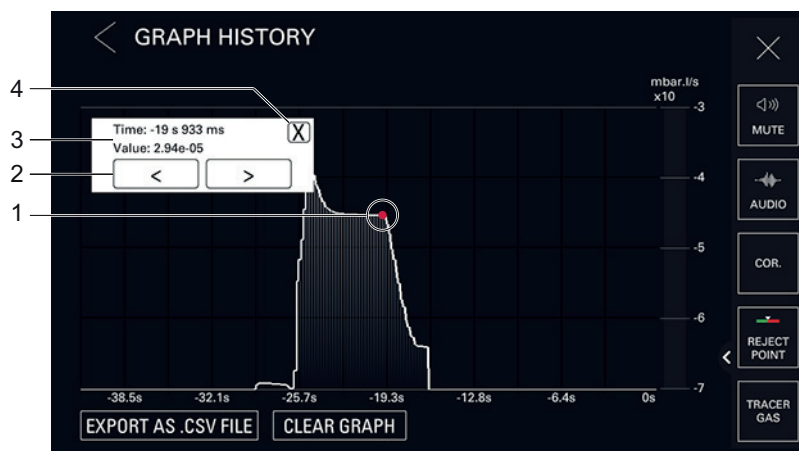 GRAPH HISTORY
mbar.l/s
x10
-3
-4
-5
-6
-7
4
3
2
1
Time: -19 s 933 ms
X
Value: 2.94e-05
< >
-38.5s -32.1s -25.7s -19.3s -12.8s -6.4s 0s
EXPORT AS .CSV FILE CLEAR GRAPH
MUTE
AUDIO
COR.
REJECT
POINT
TRACER
GAS